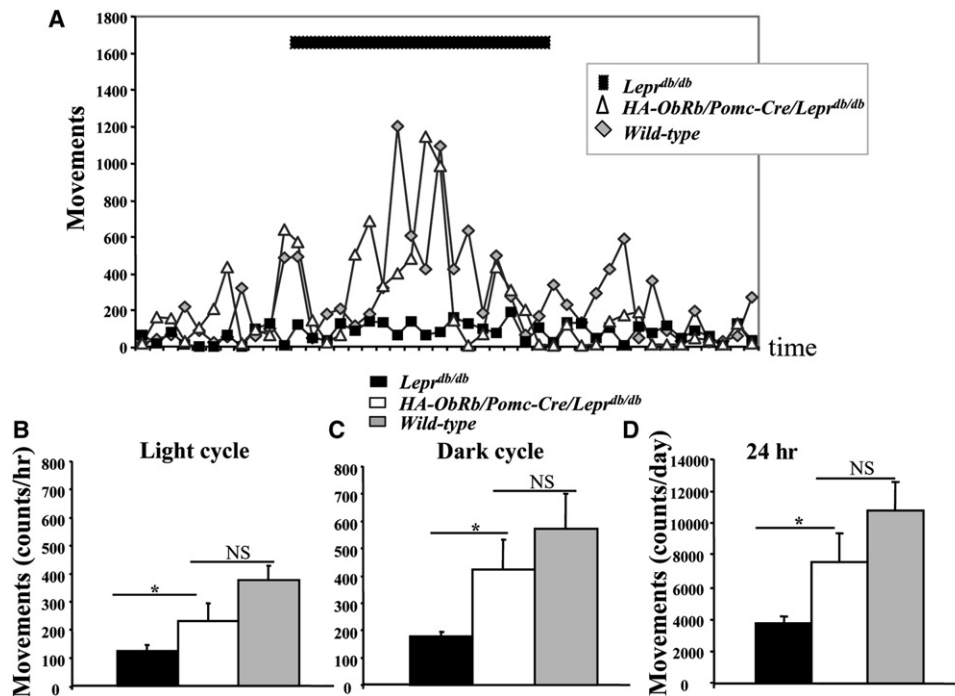 A
1800
1600
1400
1200
1000
800
600
400
200
0
Movements
time
Lepr^db/db
HA-ObRb/Pomc-Cre/Lepr^db/db
Wild-type
Lepr^db/db
HA-ObRb/Pomc-Cre/Lepr^db/db
Wild-type
B
Light cycle
Movements (counts/hr)
800
700
600
500
400
300
200
100
0
*
NS
C
Dark cycle
800
700
600
500
400
300
200
100
0
*
NS
D
24 hr
Movements (counts/day)
14000
12000
10000
8000
6000
4000
2000
0
*
NS